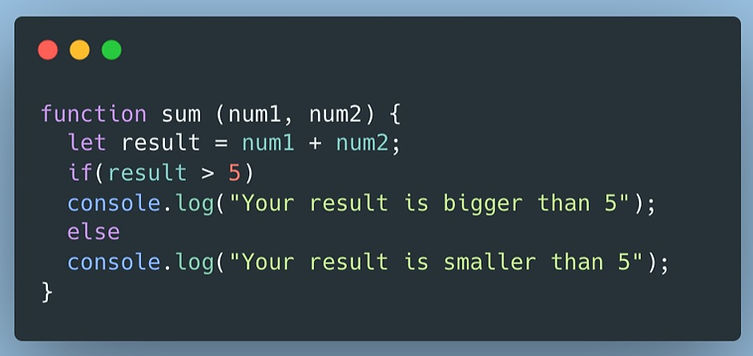 function sum (num1, num2) {
  let result = num1 + num2;
  if(result > 5)
  console.log("Your result is bigger than 5");
  else
  console.log("Your result is smaller than 5");
}